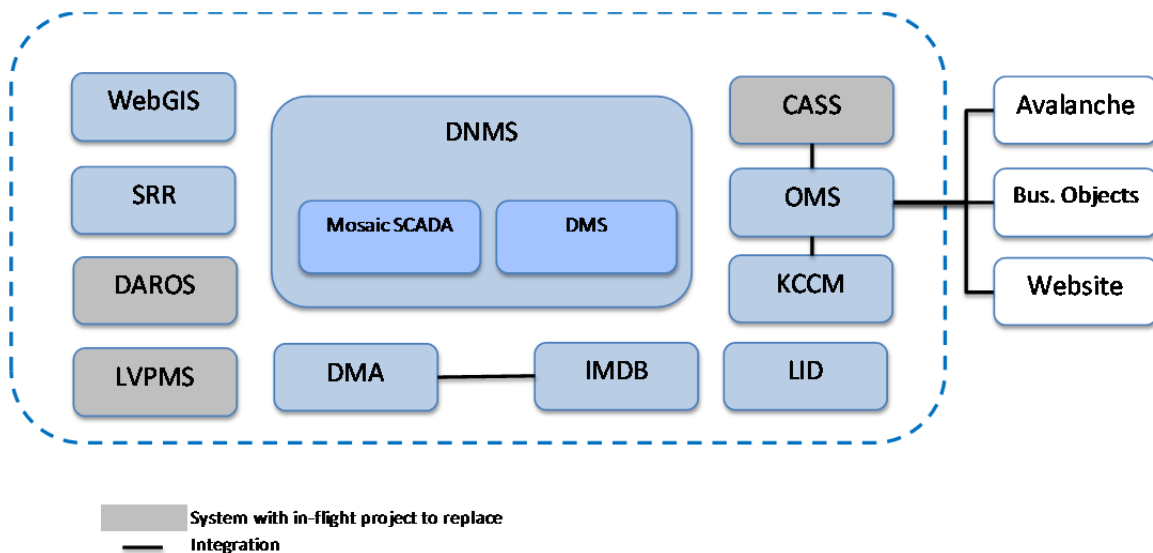 WebGIS
SRR
DAROS
LVPMS
DNMS
Mosaic SCADA
DMS
DMA
IMDB
CASS
OMS
KCCM
LID
Avalanche
Bus. Objects
Website
System with in-flight project to replace
Integration